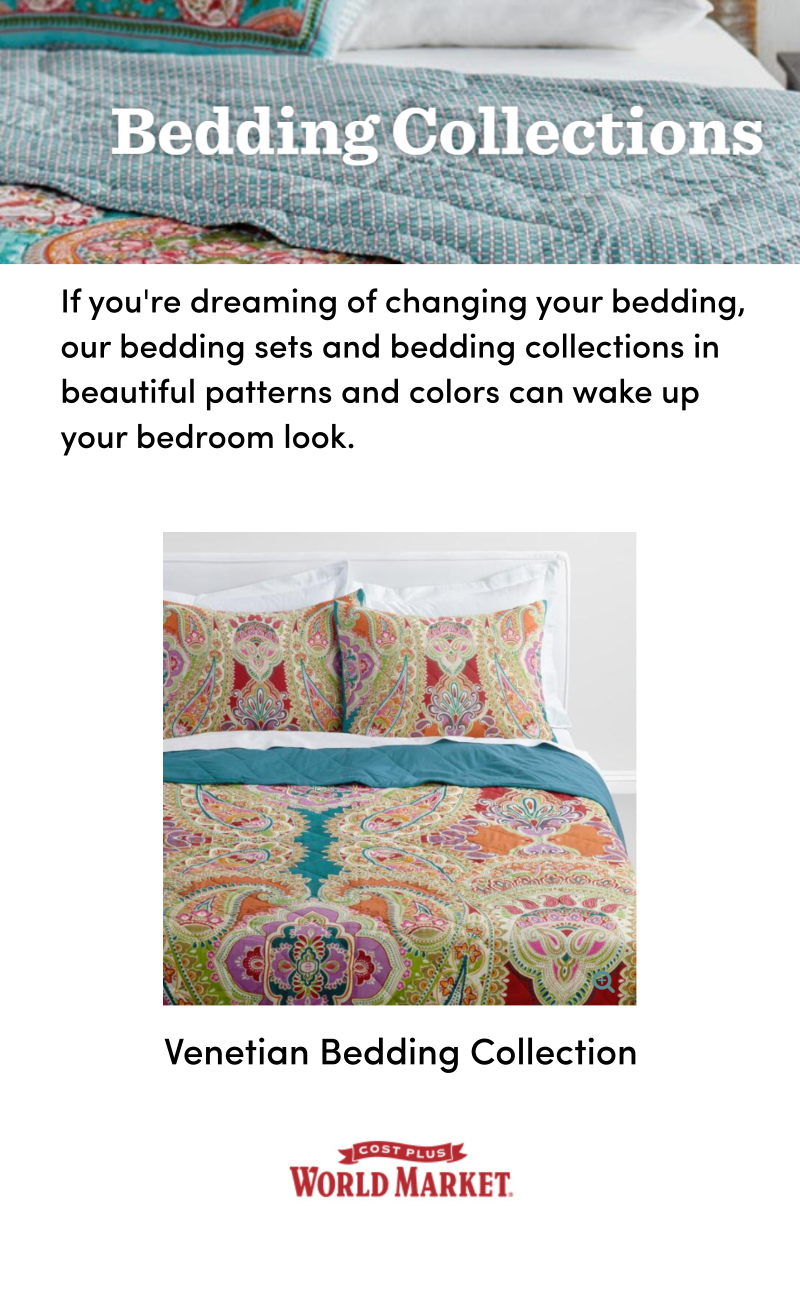 Bedding Collections
If you're dreaming of changing your bedding,
our bedding sets and bedding collections in
beautiful patterns and colors can wake up
your bedroom look.
Venetian Bedding Collection
COST PLUS
WORLD MARKET.